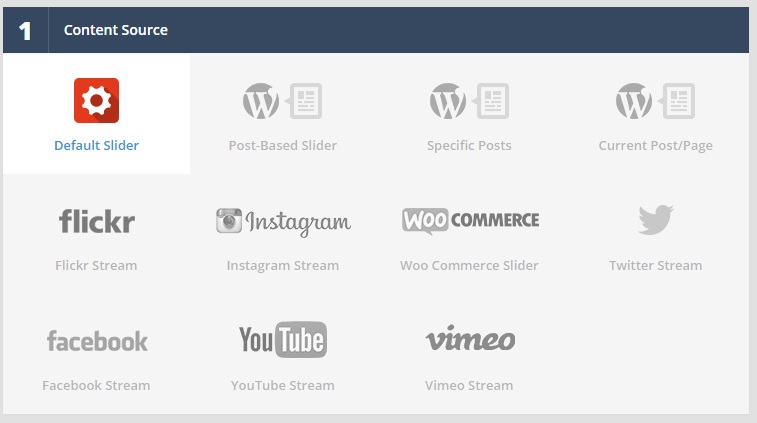 1 Content Source
Default Slider
Post-Based Slider
Specific Posts
Current Post/Page
flickr
Instagram
WOO COMMERCE
Flickr Stream
Instagram Stream
Woo Commerce Slider
Twitter Stream
facebook
YouTube
vimeo
Facebook Stream
YouTube Stream
Vimeo Stream